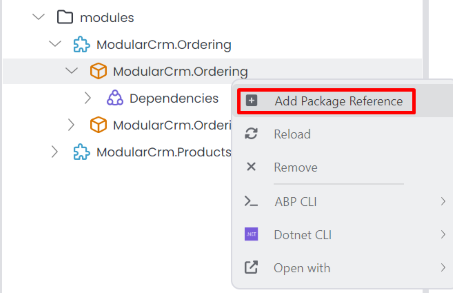 modules
ModularCrm.Ordering
ModularCrm.Ordering
Dependencies
ModularCrm.Orderi
ModularCrm.Products
Add Package Reference
Reload
Remove
ABP CLI
.NET
Dotnet CLI
Open with